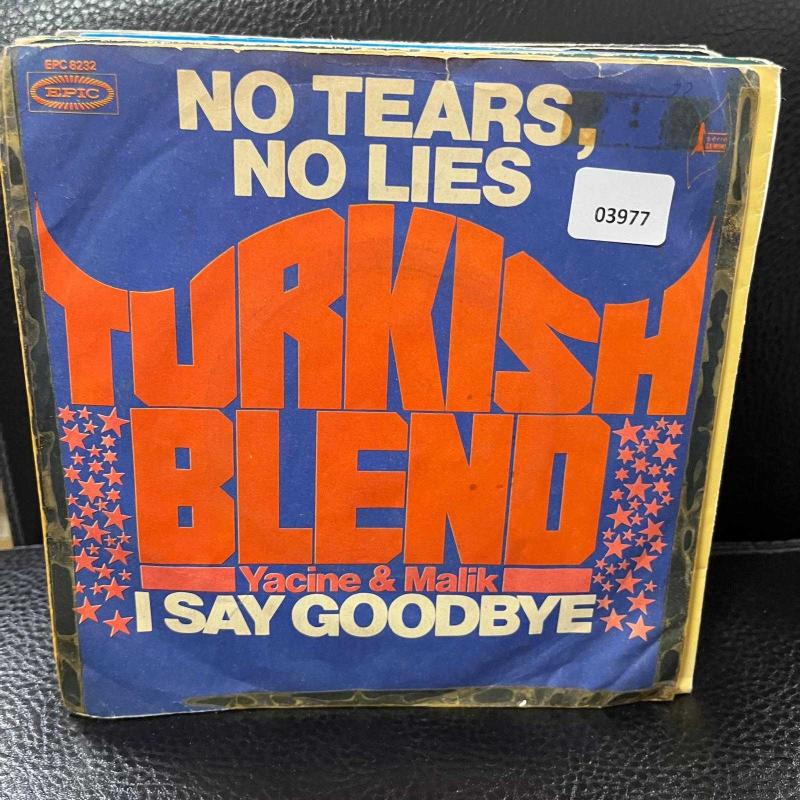 EPC 8232
EPIC
NO TEARS,
NO LIES
03977
TURKISH
BLEND
Yacine & Malik
I SAY GOODBYE